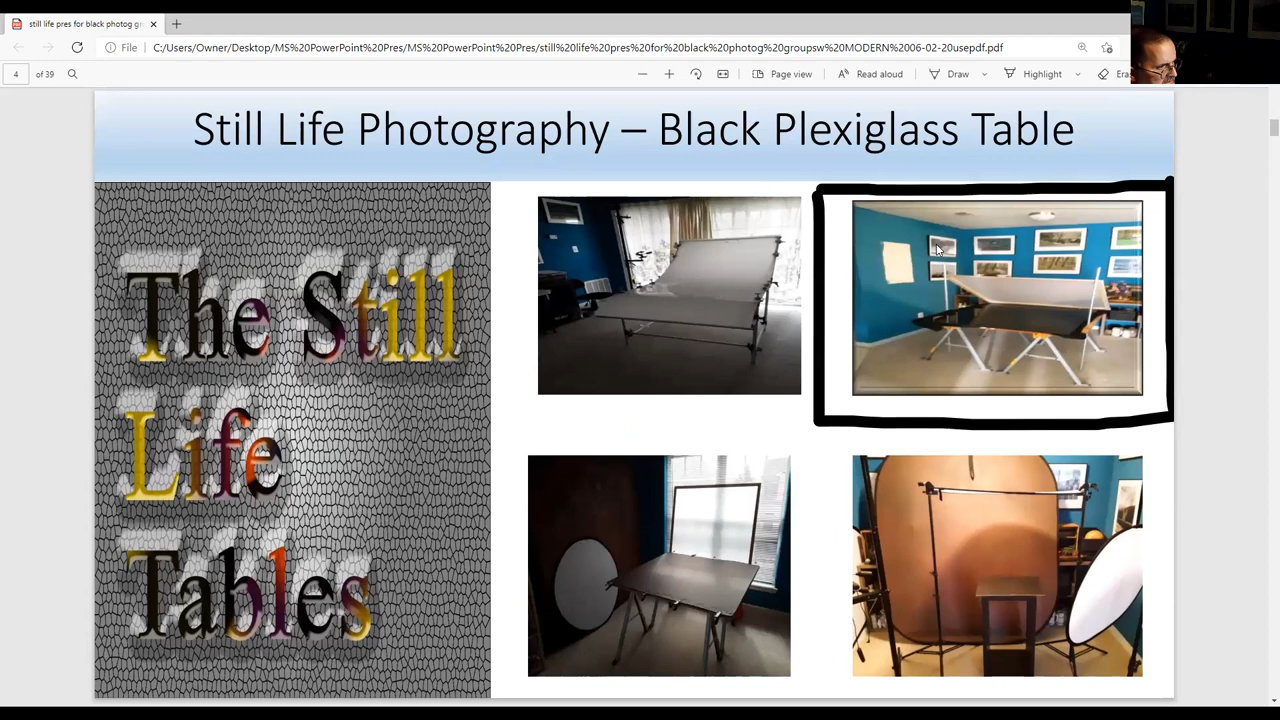 still life pres for black photog gr
File
C:/Users/Owner/Desktop/MS%20PowerPoint%20Pres/MS%20PowerPoint%20Pres/still%20life%20pres%20for%20black%20photog%20groupsw%20MODERN%2006-02-20usepdf.pdf
4 of 39
Page view
Read aloud
Draw
Highlight
Eras
Still Life Photography – Black Plexiglass Table
The Still
Life
Tables